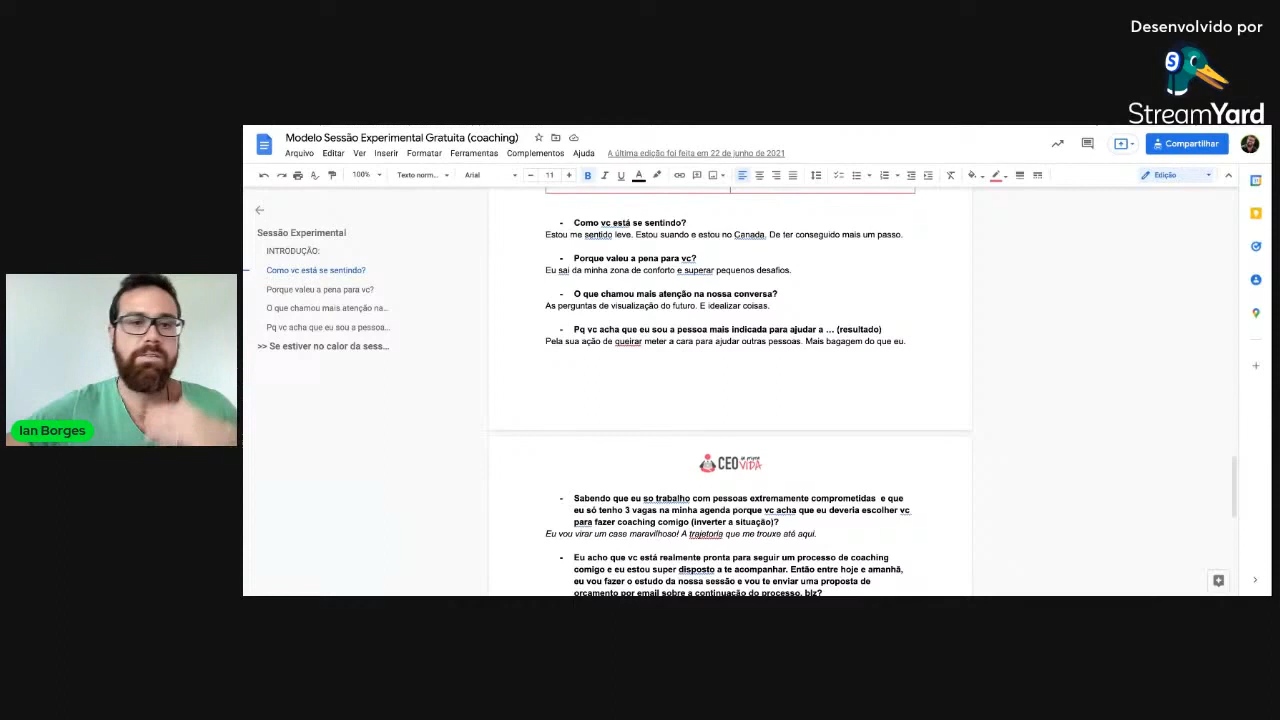 Desenvolvido por
StreamYard
Modelo Sessão Experimental Gratuita (coaching)
Arquivo Editar Ver Inserir Formatar Ferramentas Complementos Ajuda A última edição foi feita em 22 de junho de 2021
Compartilhar
100% Texto norm... Arial 11 B I U A Edição
Sessão Experimental
INTRODUÇÃO:
Como vc está se sentindo?
Porque valeu a pena para vc?
O que chamou mais atenção na...
Pq vc acha que eu sou a pessoa...
>> Se estiver no calor da sess...
- Como vc está se sentindo?
Estou me sentido leve. Estou suando e estou no Canada. De ter conseguido mais um passo.
- Porque valeu a pena para vc?
Eu sai da minha zona de conforto e superar pequenos desafios.
- O que chamou mais atenção na nossa conversa?
As perguntas de visualização do futuro. E idealizar coisas.
- Pq vc acha que eu sou a pessoa mais indicada para ajudar a ... (resultado)
Pela sua ação de queirar meter a cara para ajudar outras pessoas. Mais bagagem do que eu.
CEO da própria VIDA
- Sabendo que eu so trabalho com pessoas extremamente comprometidas e que
eu só tenho 3 vagas na minha agenda porque vc acha que eu deveria escolher vc
para fazer coaching comigo (inverter a situação)?
Eu vou virar um case maravilhoso! A trajetoria que me trouxe até aqui.
- Eu acho que vc está realmente pronta para seguir um processo de coaching
comigo e eu estou super disposto a te acompanhar. Então entre hoje e amanhã,
eu vou fazer o estudo da nossa sessão e vou te enviar uma proposta de
orçamento por email sobre a continuação do processo, blz?
Ian Borges